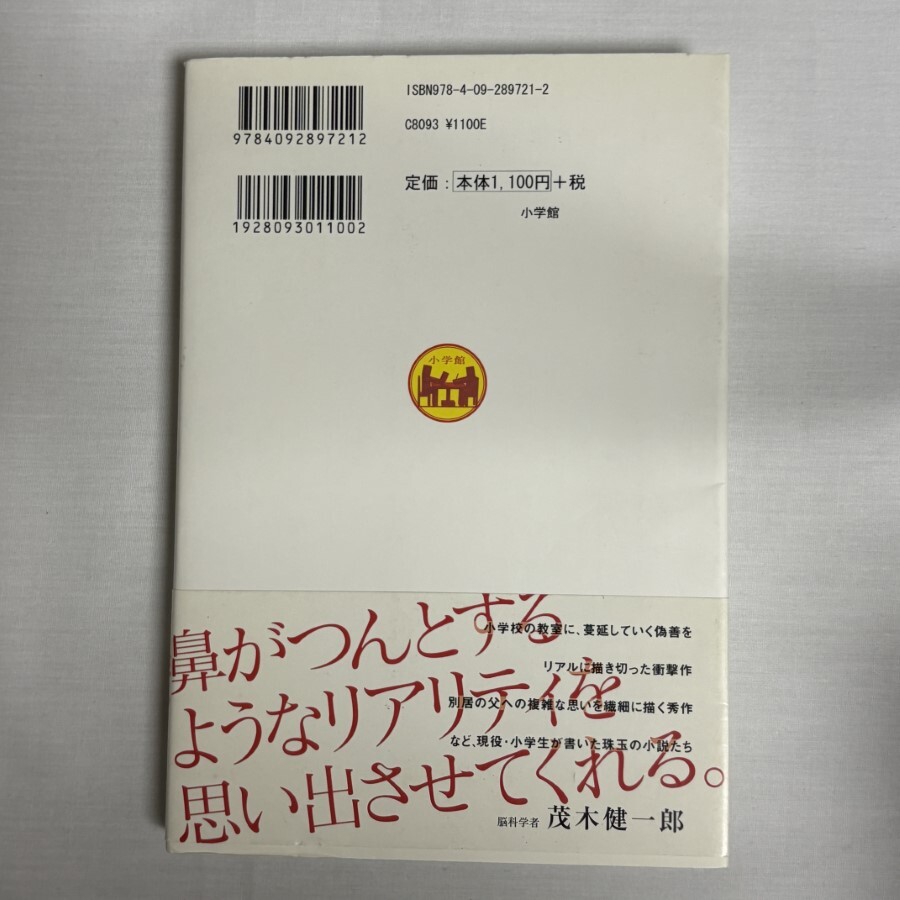 ISBN978-4-09-289721-2
9784092897212
C8093 ¥1100E
定価：本体1,100円+税
小学館
1928093011002
小学館
鼻がつんとする
ようなリアリティを
思い出させてくれる。
小学校の教室に、蔓延していく偽善を
リアルに描き切った衝撃作
別居の父への複雑な思いを繊細に描く秀作
など、現役・小学生が書いた珠玉の小説たち
脳科学者 茂木健一郎